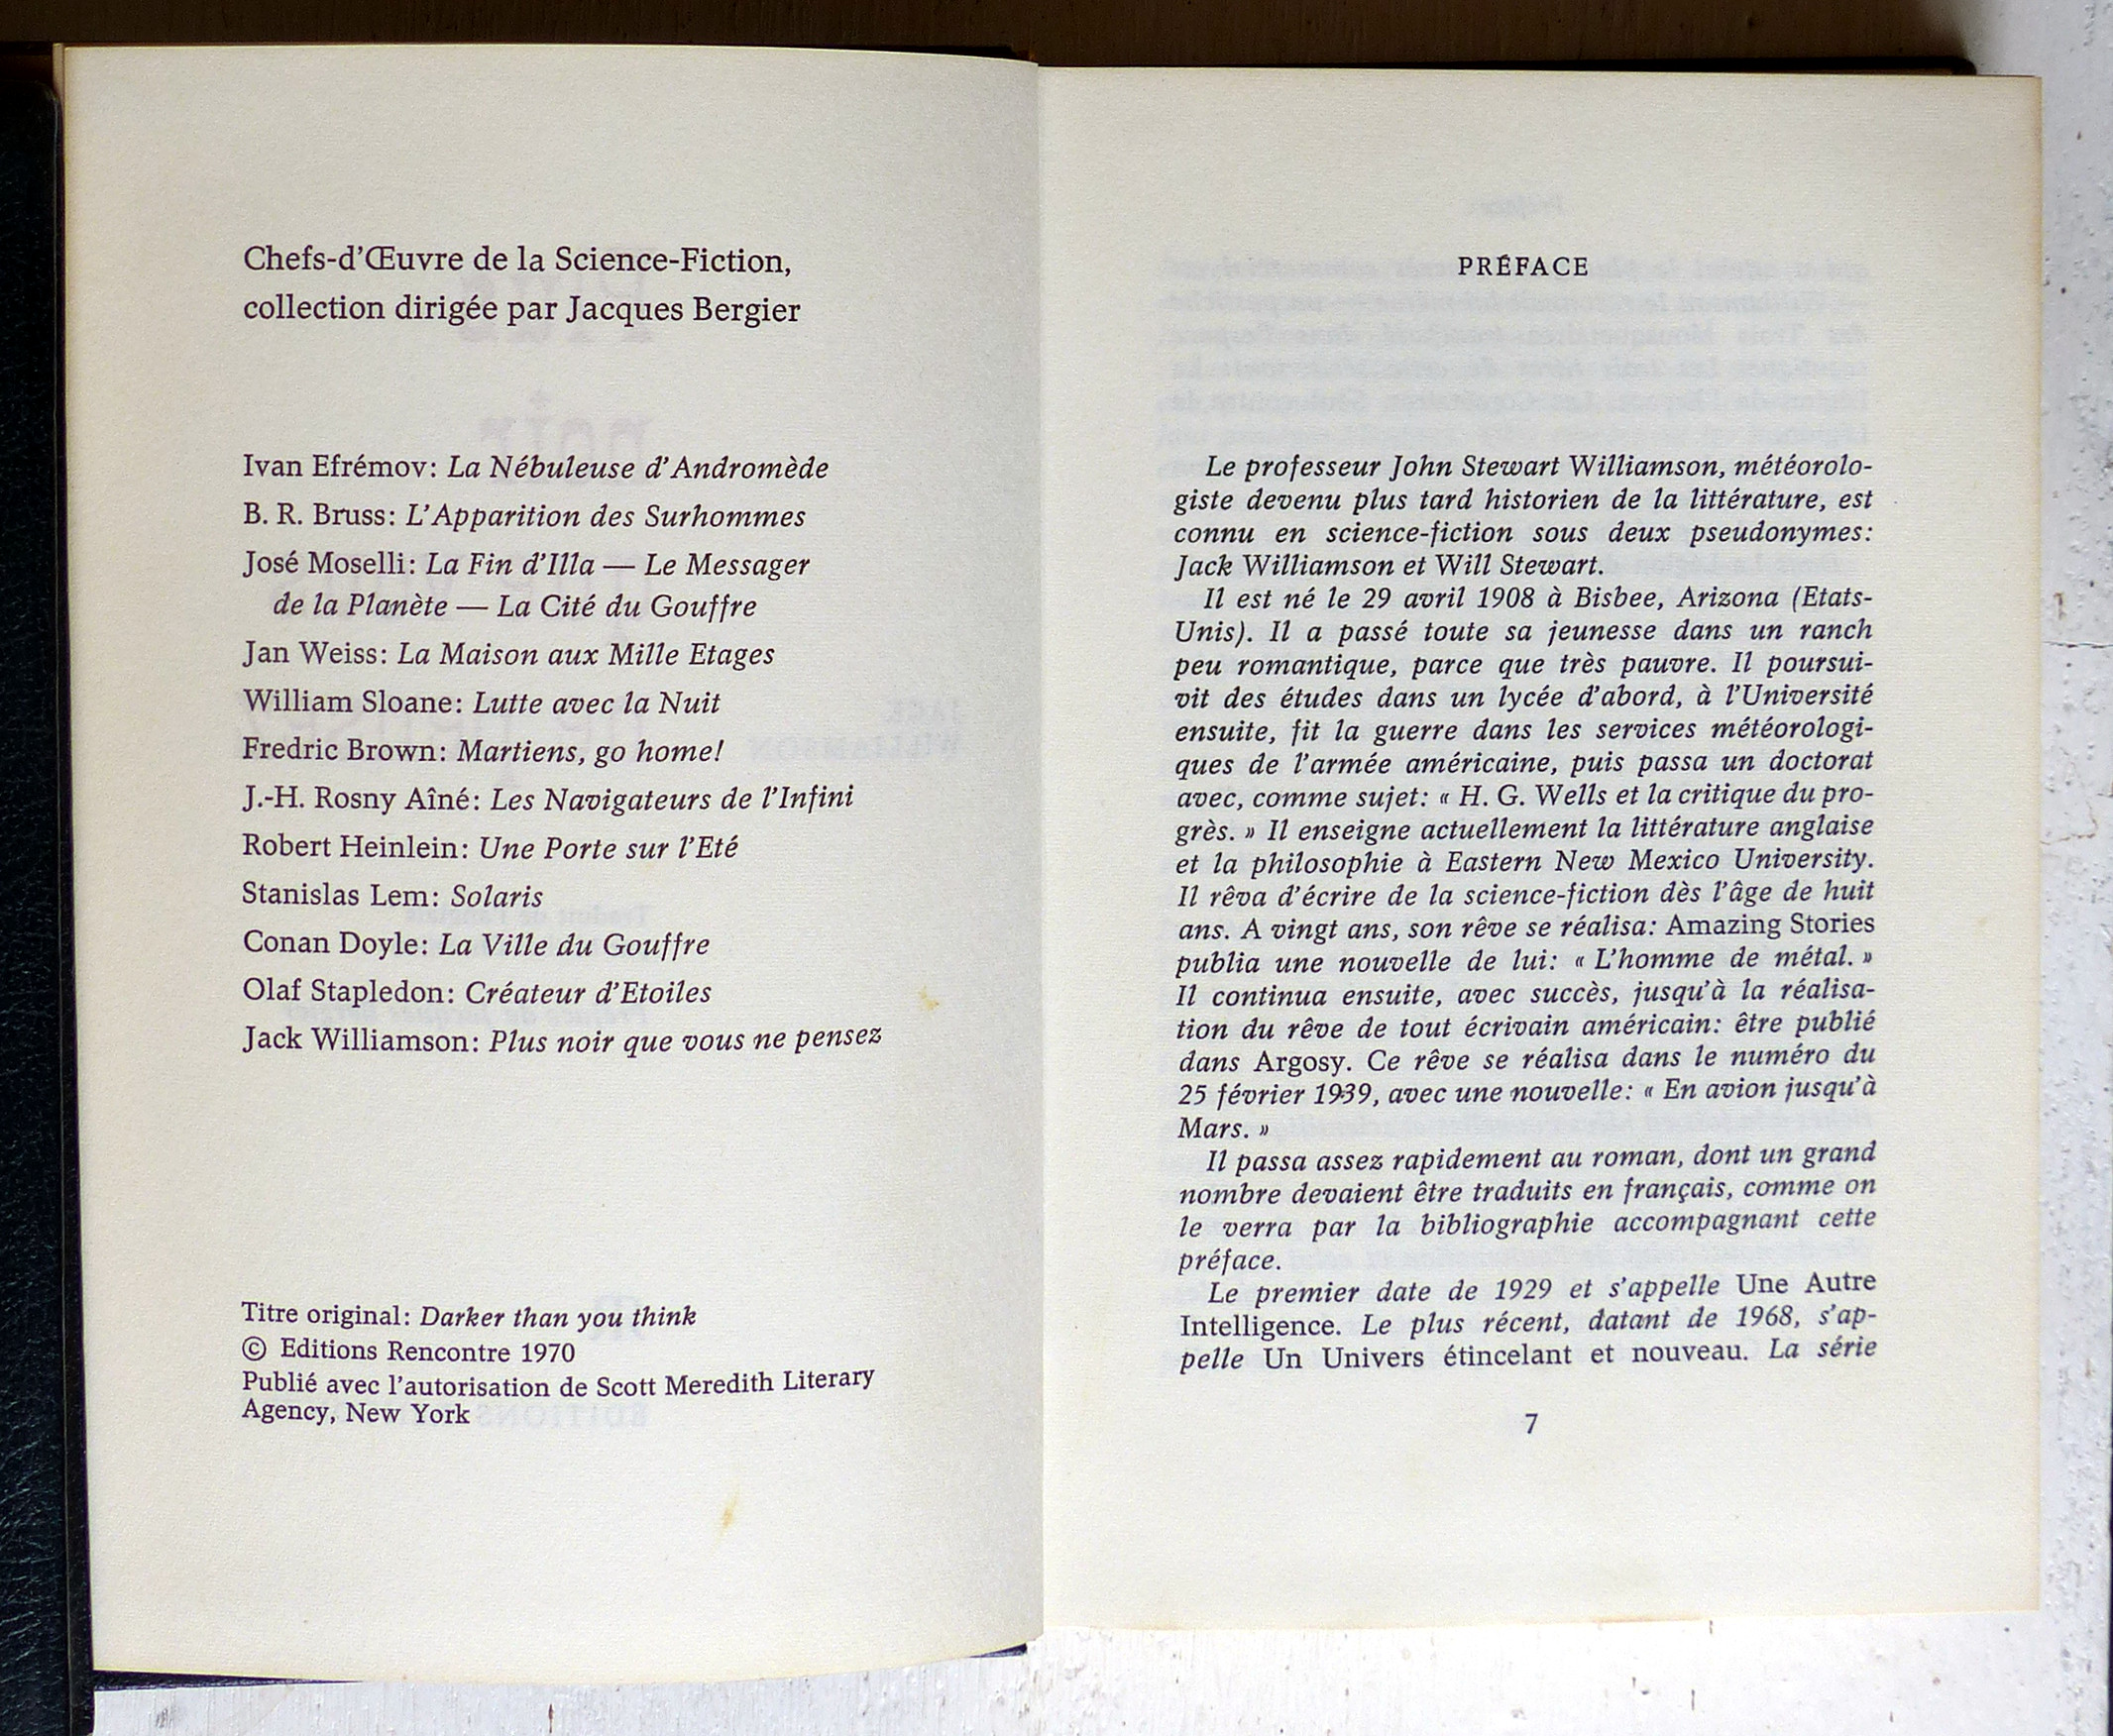 Chefs-d'Œuvre de la Science-Fiction,
collection dirigée par Jacques Bergier
Ivan Efrémov: La Nébuleuse d'Andromède
B. R. Bruss: L'Apparition des Surhommes
José Moselli: La Fin d'Illa — Le Messager
de la Planète — La Cité du Gouffre
Jan Weiss: La Maison aux Mille Etages
William Sloane: Lutte avec la Nuit
Fredric Brown: Martiens, go home!
J.-H. Rosny Aîné: Les Navigateurs de l'Infini
Robert Heinlein: Une Porte sur l'Eté
Stanislas Lem: Solaris
Conan Doyle: La Ville du Gouffre
Olaf Stapledon: Créateur d'Etoiles
Jack Williamson: Plus noir que vous ne pensez
Titre original: Darker than you think
© Editions Rencontre 1970
Publié avec l'autorisation de Scott Meredith Literary
Agency, New York
PRÉFACE
Le professeur John Stewart Williamson, météorolo-
giste devenu plus tard historien de la littérature, est
connu en science-fiction sous deux pseudonymes:
Jack Williamson et Will Stewart.
Il est né le 29 avril 1908 à Bisbee, Arizona (Etats-
Unis). Il a passé toute sa jeunesse dans un ranch
peu romantique, parce que très pauvre. Il poursui-
vit des études dans un lycée d'abord, à l'Université
ensuite, fit la guerre dans les services météorologi-
ques de l'armée américaine, puis passa un doctorat
avec, comme sujet: « H. G. Wells et la critique du pro-
grès. » Il enseigne actuellement la littérature anglaise
et la philosophie à Eastern New Mexico University.
Il rêva d'écrire de la science-fiction dès l'âge de huit
ans. A vingt ans, son rêve se réalisa: Amazing Stories
publia une nouvelle de lui: « L'homme de métal. »
Il continua ensuite, avec succès, jusqu'à la réalisa-
tion du rêve de tout écrivain américain: être publié
dans Argosy. Ce rêve se réalisa dans le numéro du
25 février 1939, avec une nouvelle: « En avion jusqu'à
Mars. »
Il passa assez rapidement au roman, dont un grand
nombre devaient être traduits en français, comme on
le verra par la bibliographie accompagnant cette
préface.
Le premier date de 1929 et s'appelle Une Autre
Intelligence. Le plus récent, datant de 1968, s'ap-
pelle Un Univers étincelant et nouveau. La série
7